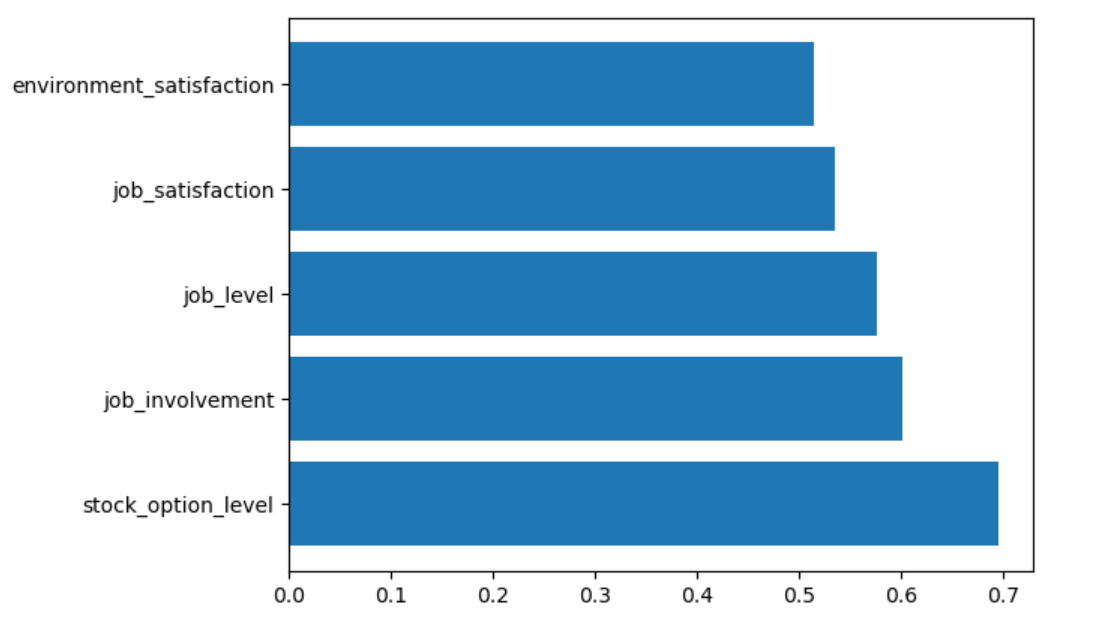 environment_satisfaction
job_satisfaction
job_level
job_involvement
stock_option_level
0.0 0.1 0.2 0.3 0.4 0.5 0.6 0.7